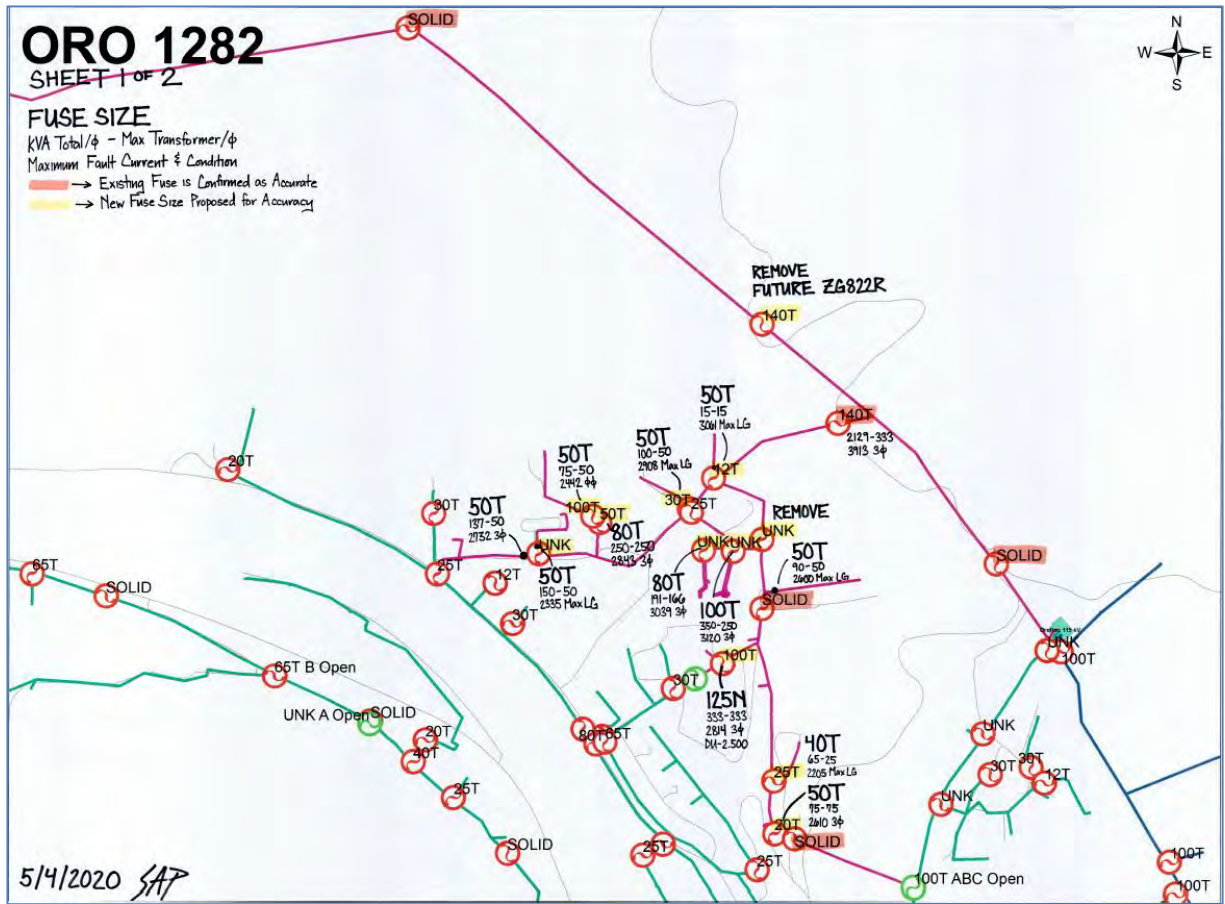 ORO 1282
SHEET 1 OF 2
FUSE SIZE
KVA Total/ϕ - Max Transformer/ϕ
Maximum Fault Current & Condition
→ Existing Fuse is Confirmed as Accurate
→ New Fuse Size Proposed for Accuracy
N
W E
S
SOLID
REMOVE
FUTURE ZG822R
140T
140T
2129-333
3913 3ϕ
50T
15-15
3061 Max LG
12T
50T
100-50
2908 Max LG
30T
25T
50T
75-50
2442 ϕϕ
100T
50T
80T
250-250
2843 3ϕ
20T
30T
50T
137-50
2732 3ϕ
UNK
50T
150-50
2335 Max LG
REMOVE
UNK
UNK
UNK
80T
191-166
3039 3ϕ
100T
350-250
3120 3ϕ
50T
90-50
2600 Max LG
SOLID
SOLID
65T
SOLID
25T
12T
30T
65T B Open
UNK A Open
SOLID
20T
40T
25T
SOLID
30T
100T
125N
333-333
2814 3ϕ
80T
65T
25T
25T
40T
65-25
2205 Max LG
25T
50T
75-75
2610 3ϕ
20T
SOLID
100T ABC Open
UNK
100T
UNK
30T
30T
12T
UNK
100T
100T
5/4/2020 SAP